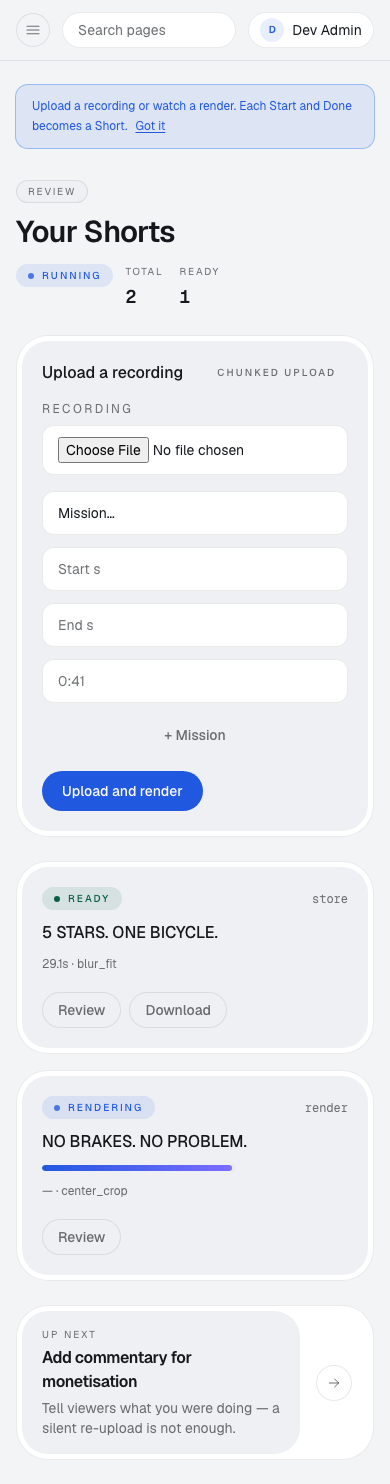 Search pages
D
Dev Admin
Upload a recording or watch a render. Each Start and Done
becomes a Short. Got it
REVIEW
Your Shorts
RUNNING
TOTAL
2
READY
1
Upload a recording
CHUNKED UPLOAD
RECORDING
Choose File No file chosen
Mission…
Start s
End s
0:41
+ Mission
Upload and render
READY
store
5 STARS. ONE BICYCLE.
29.1s · blur_fit
Review
Download
RENDERING
render
NO BRAKES. NO PROBLEM.
— · center_crop
Review
UP NEXT
Add commentary for
monetisation
Tell viewers what you were doing — a
silent re-upload is not enough.